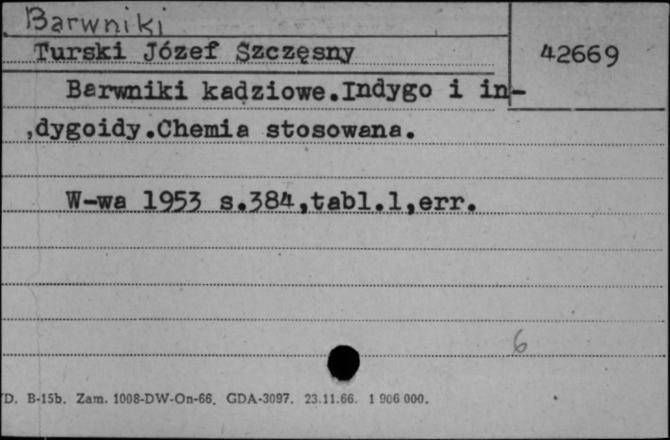 Barwniki
Turski Józef Szczęsny
42669
Barwniki kadziowe.Indygo i in-
,dygoidy.Chemia stosowana.
W-wa 1953 s.384,tabl.1,err.
6
D. B-15b. Zam. 1008-DW-On-66. GDA-3097. 23.11.66. 1 906 000.